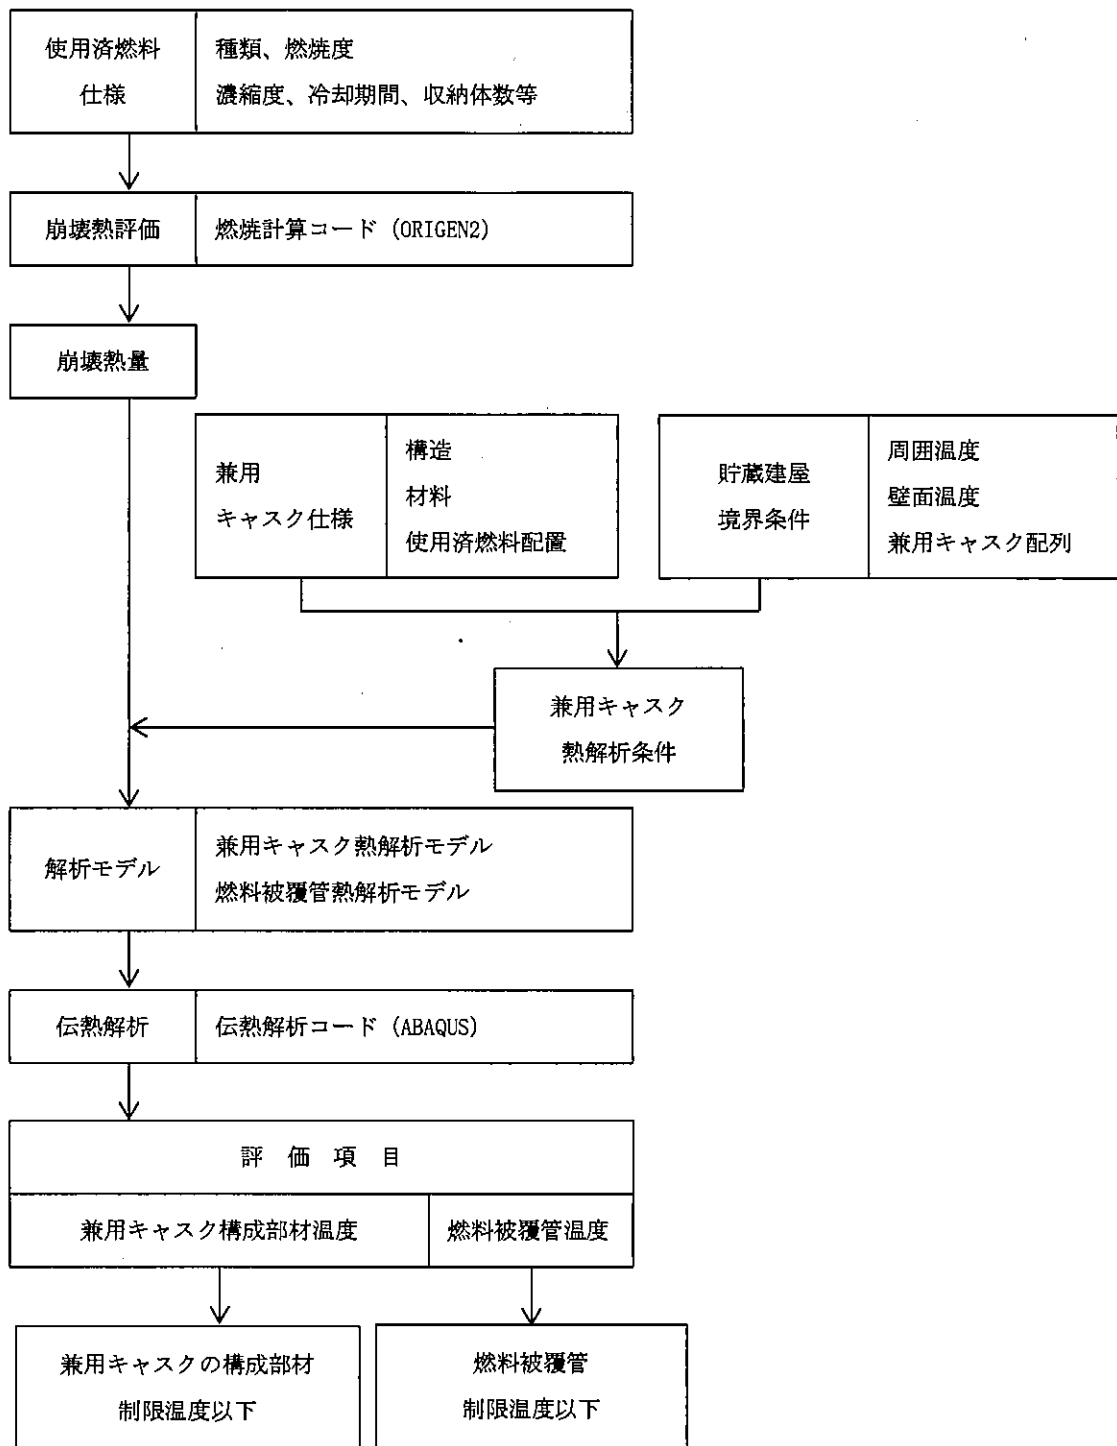 使用済燃料
仕様
種類、燃焼度
濃縮度、冷却期間、収納体数等
崩壊熱評価
燃焼計算コード (ORIGEN2)
崩壊熱量
兼用
キャスク仕様
構造
材料
使用済燃料配置
貯蔵建屋
境界条件
周囲温度
壁面温度
兼用キャスク配列
兼用キャスク
熱解析条件
解析モデル
兼用キャスク熱解析モデル
燃料被覆管熱解析モデル
伝熱解析
伝熱解析コード (ABAQUS)
評 価 項 目
兼用キャスク構成部材温度
燃料被覆管温度
兼用キャスクの構成部材
制限温度以下
燃料被覆管
制限温度以下